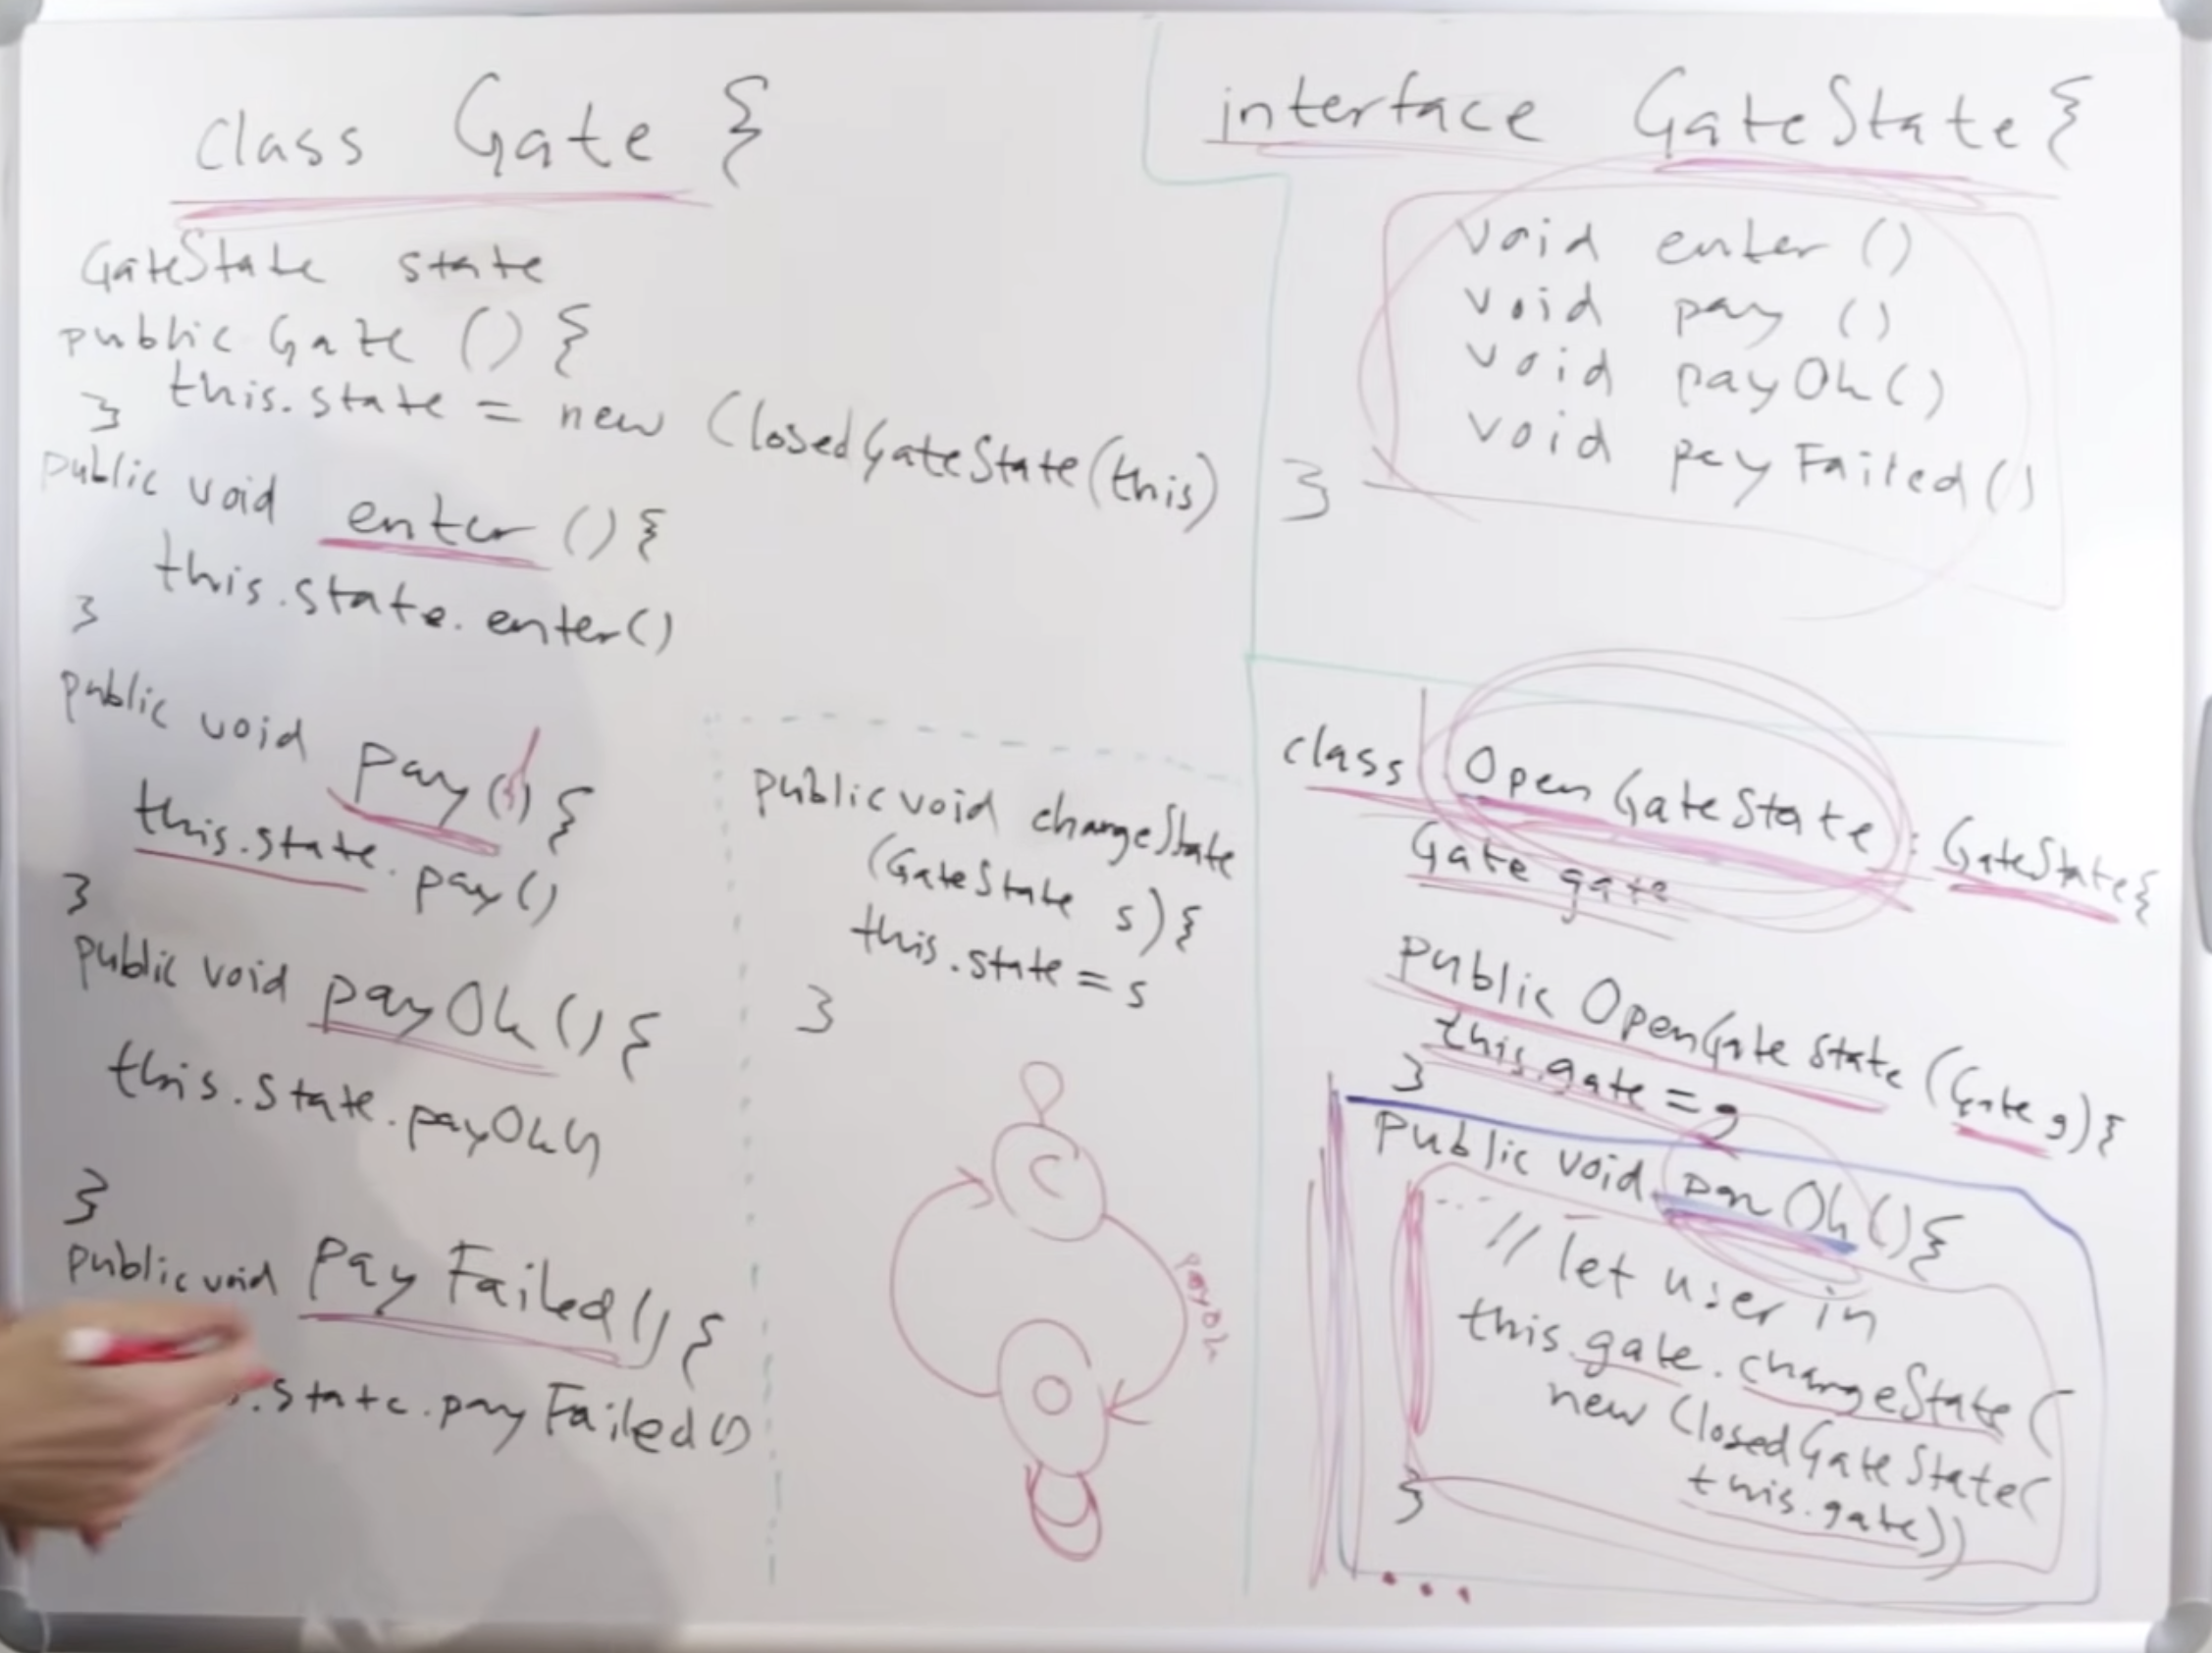 class Gate {
GateState state
public Gate () {
this.state = new ClosedGateState(this)
}
public void enter () {
this.state.enter()
}
public void pay () {
this.state.pay()
}
public void payOk () {
this.state.payOk()
}
public void payFailed () {
.state.payFailed()
public void changeState
(GateState s) {
this.state = s
}
C
payOk
O
interface GateState {
void enter ()
void pay ()
void payOk ()
void payFailed ()
}
class OpenGateState : GateState {
Gate gate
public OpenGateState (Gate g) {
this.gate = g
}
public void payOk () {
// let user in
this.gate.changeState (
new ClosedGateState(
this.gate))
}
...